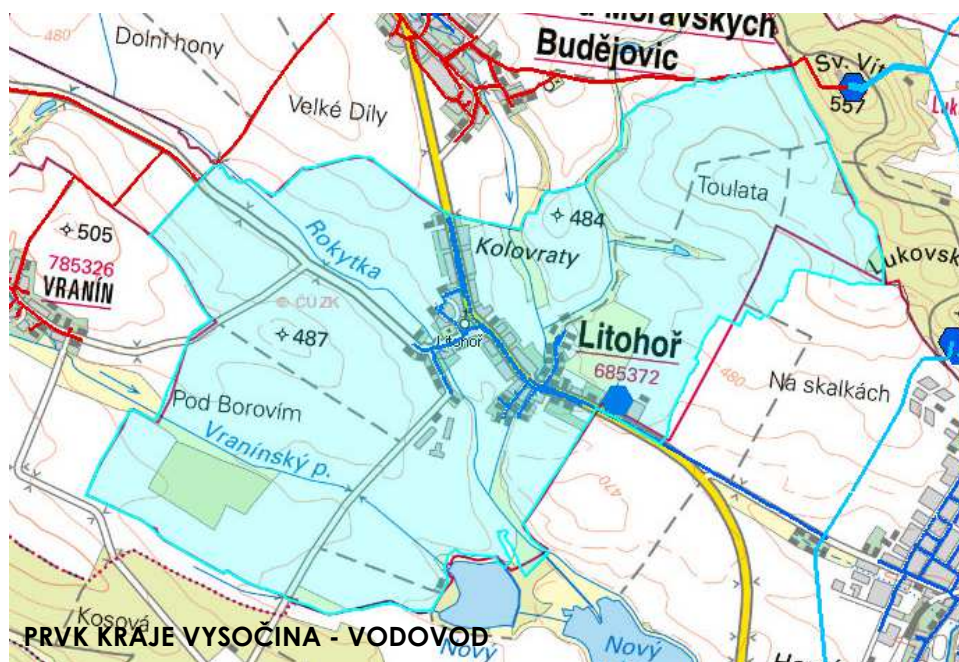 480
Dolní hony
u Moravských
Budějovic
Velké Díly
Sv. Vít
557
Luk
Toulata
484
Kolovraty
Rokytka
505
785326
VRANÍN
© ČÚZK
487
Litohoř
Litohoř
685372
Lukovsk
480
Na skalkách
Pod Borovím
Vranínský p.
470
Kosová
PRVK KRAJE VYSOČINA - VODOVOD
Nový
Nový